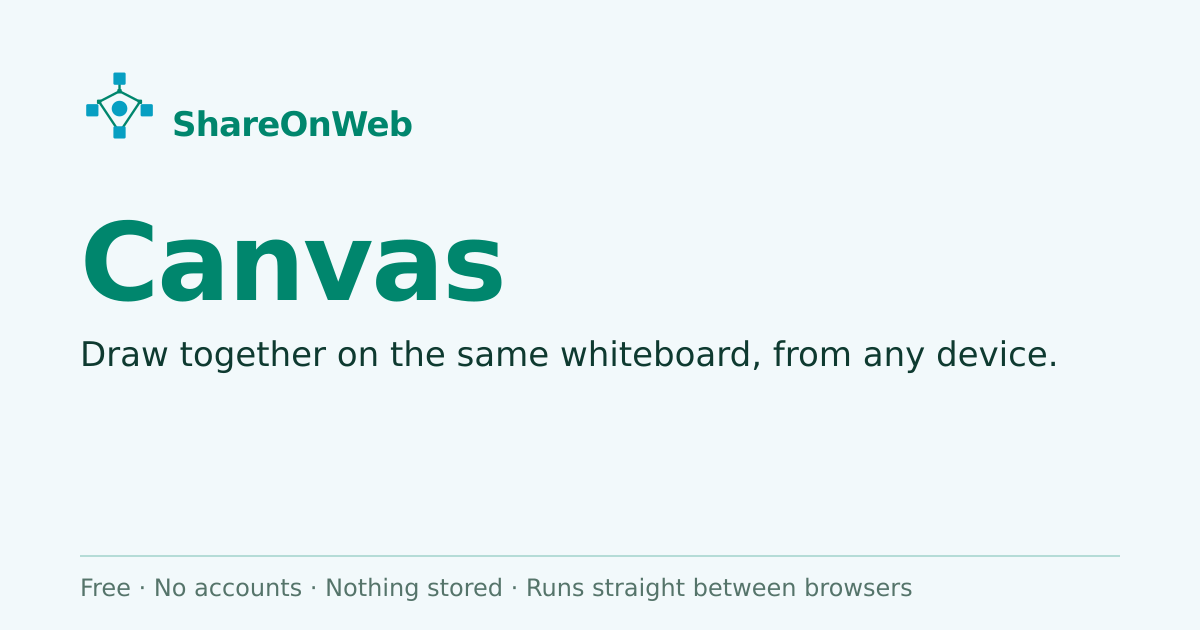 ShareOnWeb
Canvas
Draw together on the same whiteboard, from any device.
Free · No accounts · Nothing stored · Runs straight between browsers